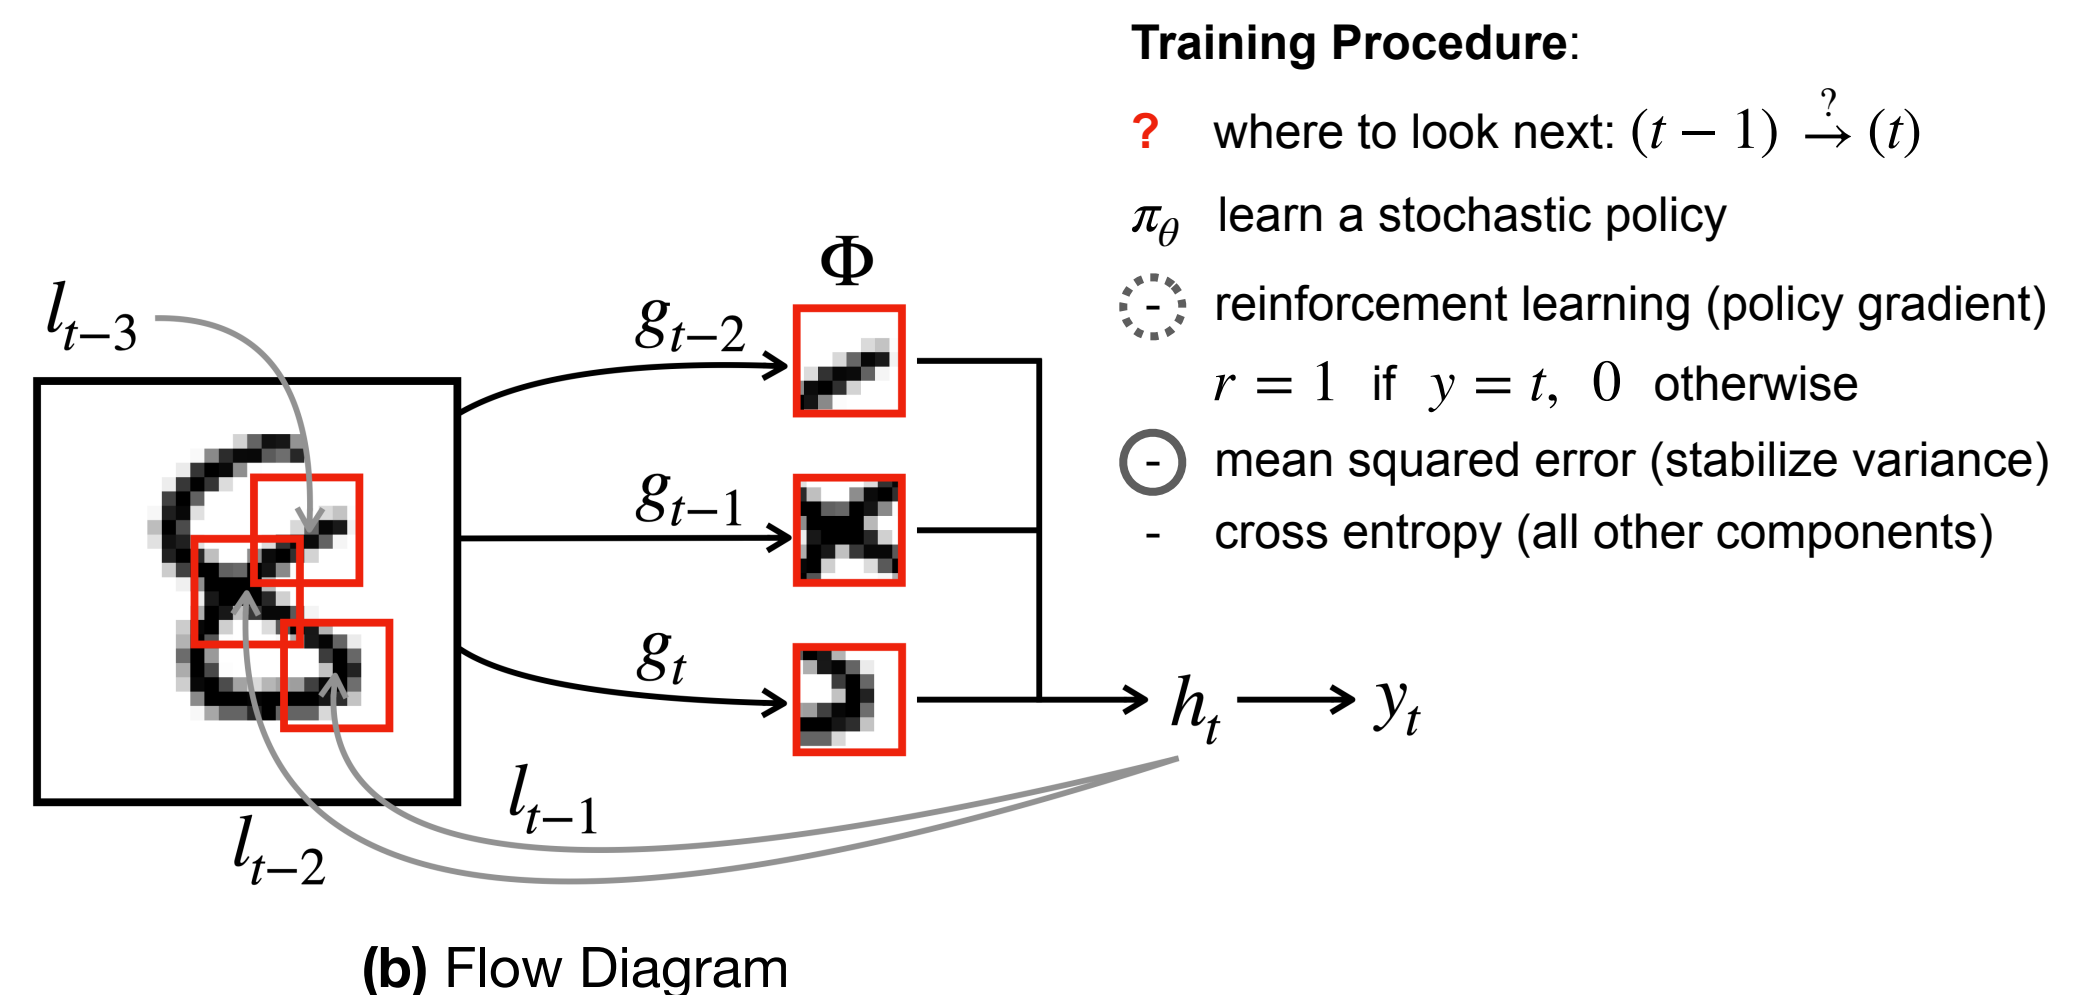 Training Procedure:
? where to look next: (t − 1) →^? (t)
π_θ learn a stochastic policy
- reinforcement learning (policy gradient)
r = 1 if y = t, 0 otherwise
- mean squared error (stabilize variance)
- cross entropy (all other components)
Φ
l_{t−3}
g_{t−2}
g_{t−1}
g_t
h_t
y_t
l_{t−1}
l_{t−2}
(b) Flow Diagram